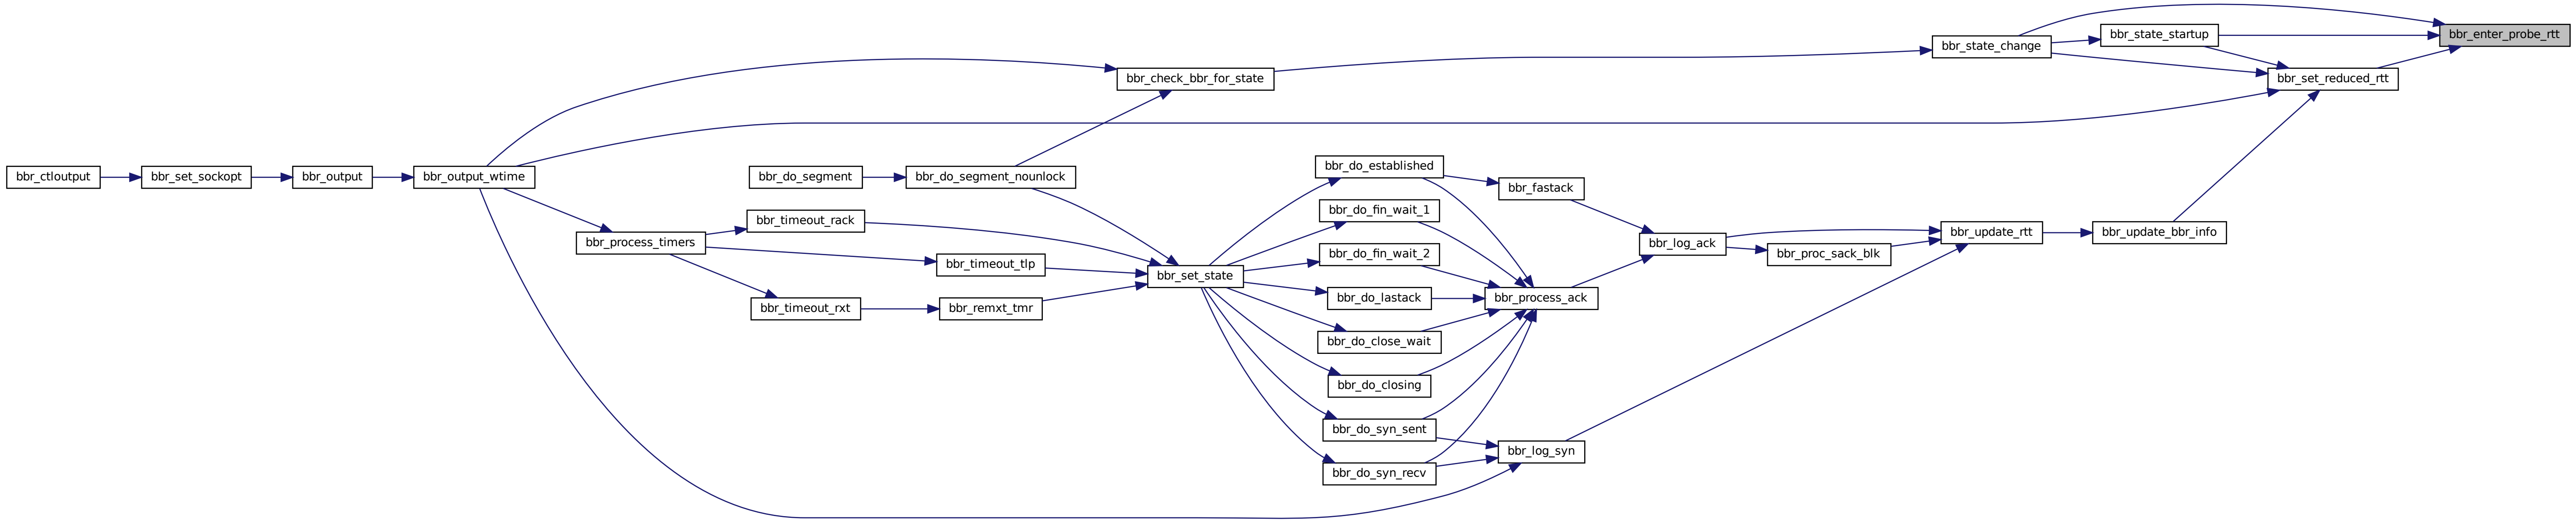 bbr_enter_probe_rtt
bbr_state_startup
bbr_state_change
bbr_set_reduced_rtt
bbr_check_bbr_for_state
bbr_ctloutput
bbr_set_sockopt
bbr_output
bbr_output_wtime
bbr_do_segment
bbr_do_segment_nounlock
bbr_do_established
bbr_fastack
bbr_do_fin_wait_1
bbr_timeout_rack
bbr_process_timers
bbr_log_ack
bbr_update_rtt
bbr_update_bbr_info
bbr_do_fin_wait_2
bbr_proc_sack_blk
bbr_timeout_tlp
bbr_set_state
bbr_do_lastack
bbr_process_ack
bbr_timeout_rxt
bbr_remxt_tmr
bbr_do_close_wait
bbr_do_closing
bbr_do_syn_sent
bbr_log_syn
bbr_do_syn_recv